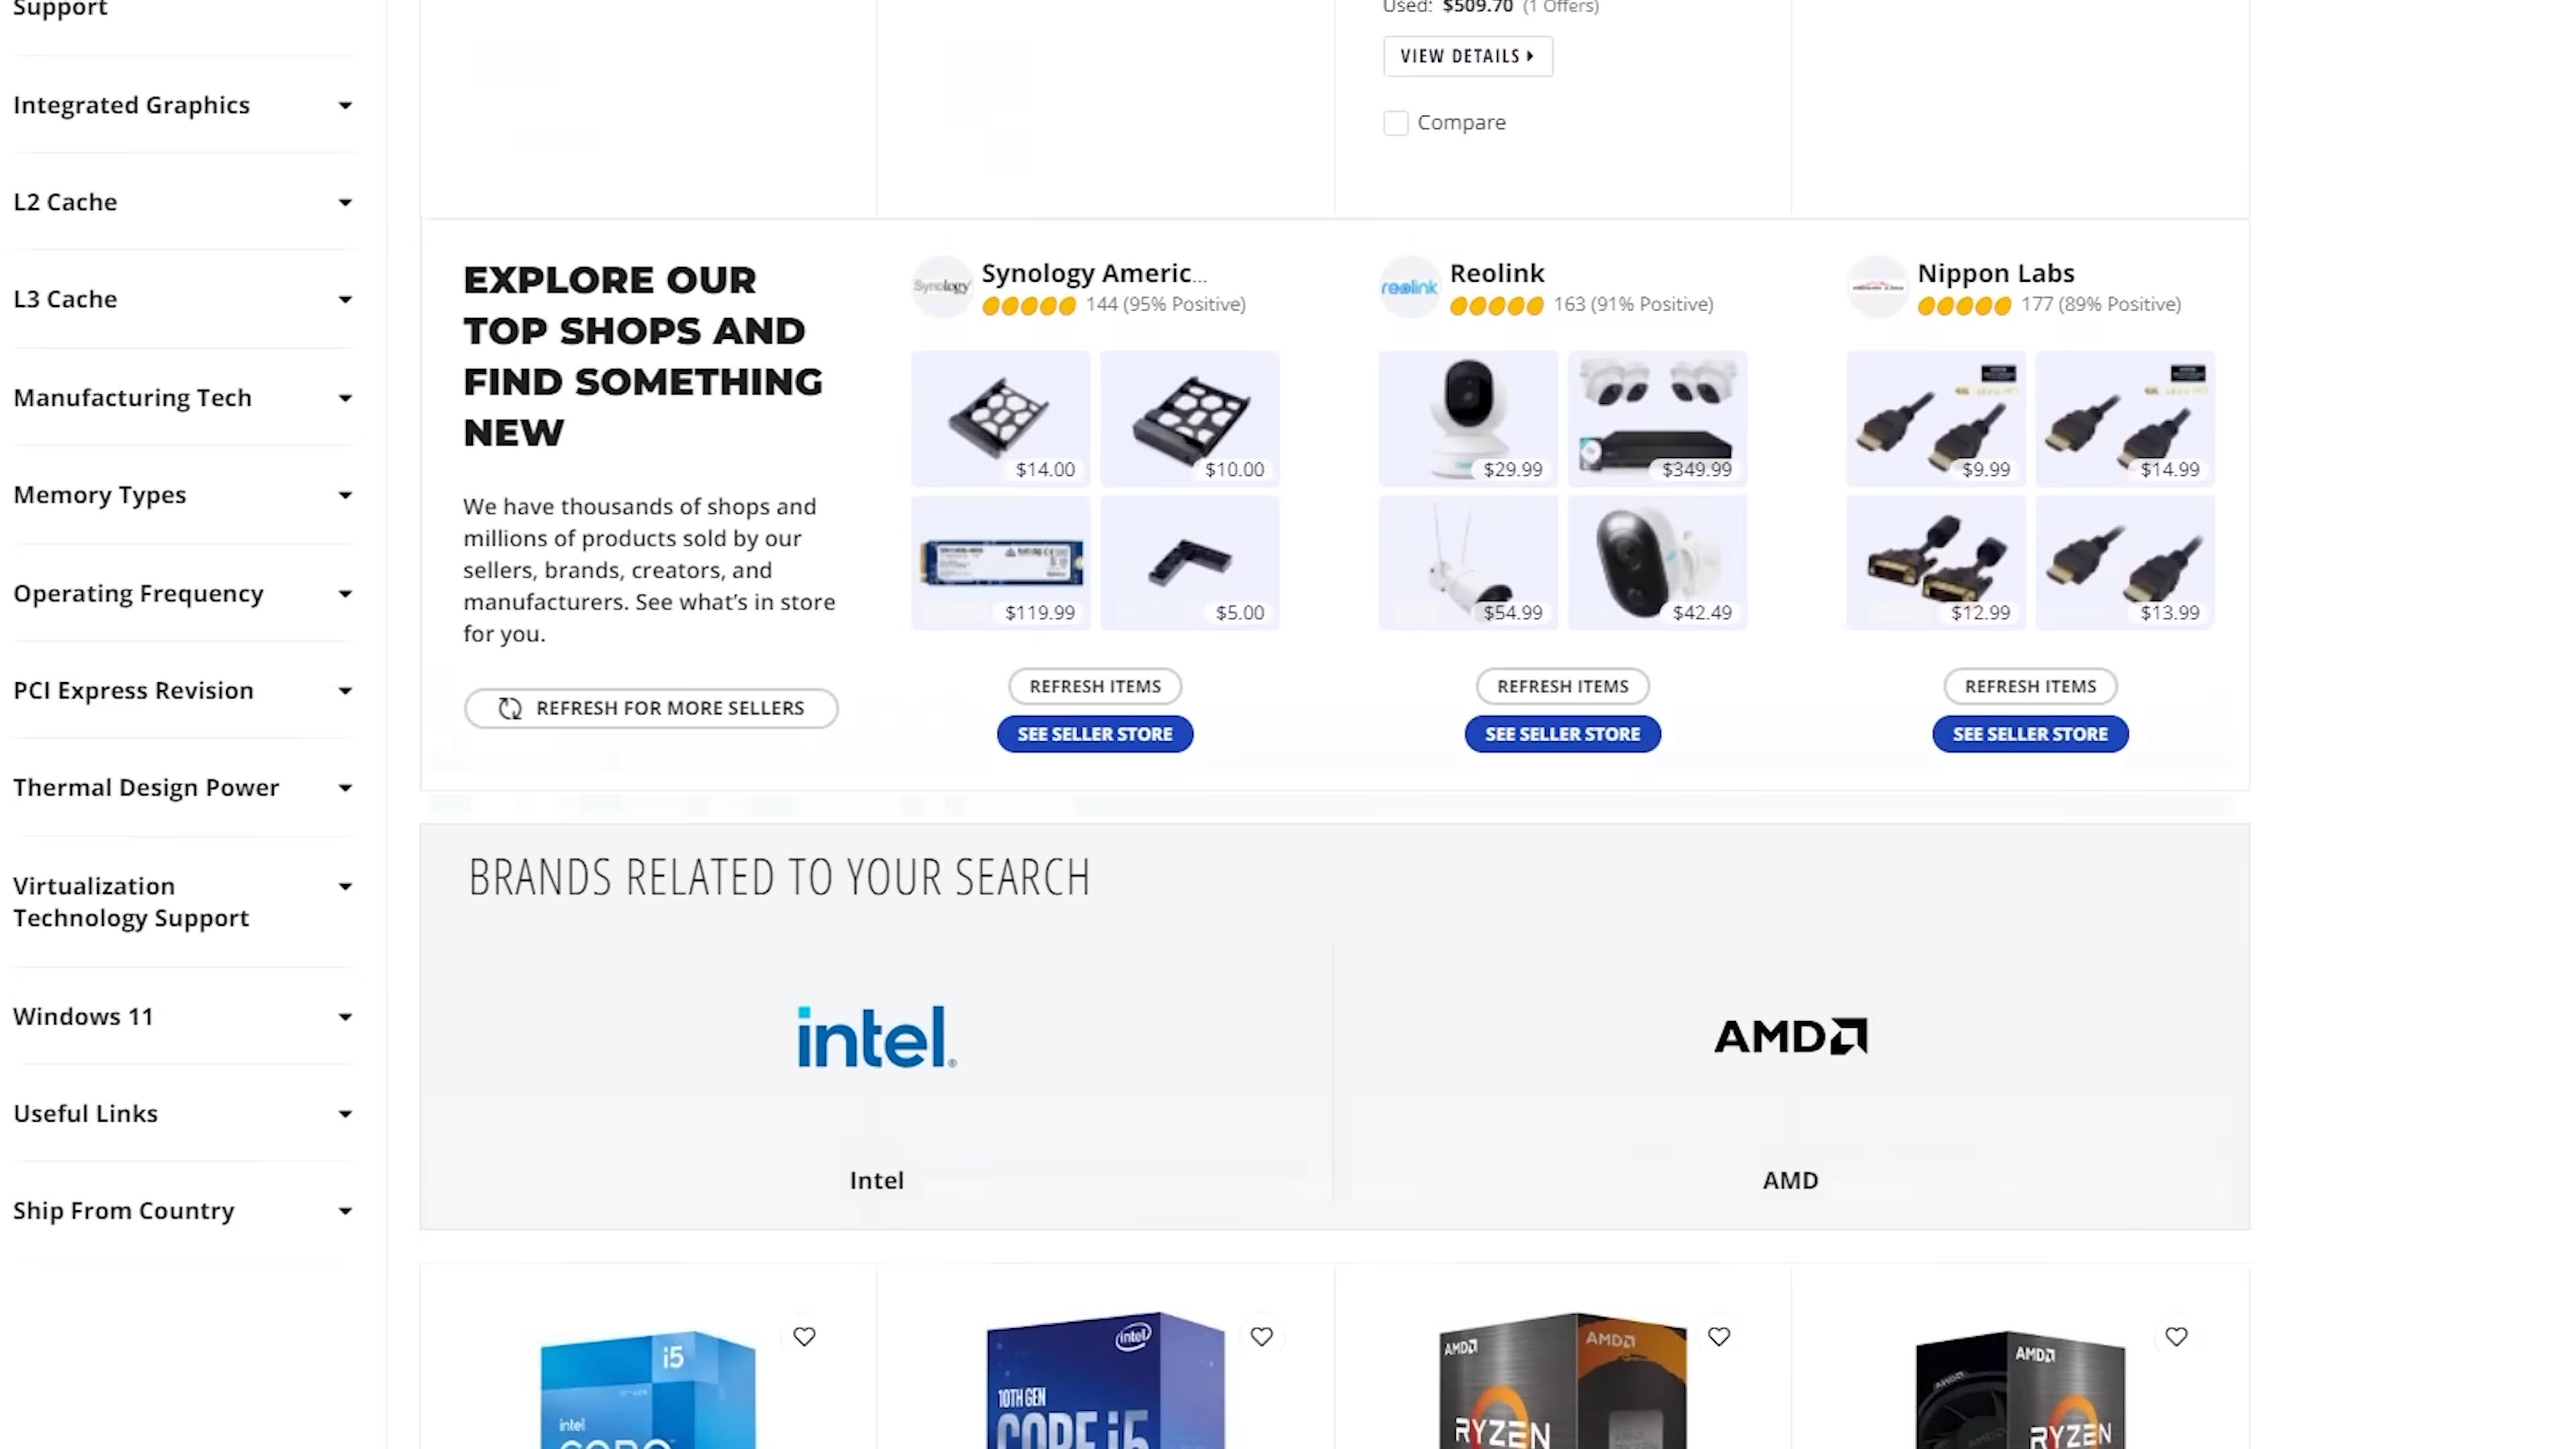 Support
Integrated Graphics
L2 Cache
L3 Cache
Manufacturing Tech
Memory Types
Operating Frequency
PCI Express Revision
Thermal Design Power
Virtualization
Technology Support
Windows 11
Useful Links
Ship From Country
Used: $509.70 (1 Offers)
VIEW DETAILS
Compare
EXPLORE OUR
TOP SHOPS AND
FIND SOMETHING
NEW
We have thousands of shops and
millions of products sold by our
sellers, brands, creators, and
manufacturers. See what's in store
for you.
REFRESH FOR MORE SELLERS
Synology
Synology Americ...
144 (95% Positive)
$14.00
$10.00
$119.99
$5.00
REFRESH ITEMS
SEE SELLER STORE
reolink
Reolink
163 (91% Positive)
$29.99
$349.99
$54.99
$42.49
REFRESH ITEMS
SEE SELLER STORE
Nippon Labs
177 (89% Positive)
$9.99
$14.99
$12.99
$13.99
REFRESH ITEMS
SEE SELLER STORE
BRANDS RELATED TO YOUR SEARCH
intel®
Intel
AMD
AMD
i5
intel
CORE
intel
10TH GEN
CORE i5
AMD
AMD
RYZEN
AMD
AMD
RYZEN